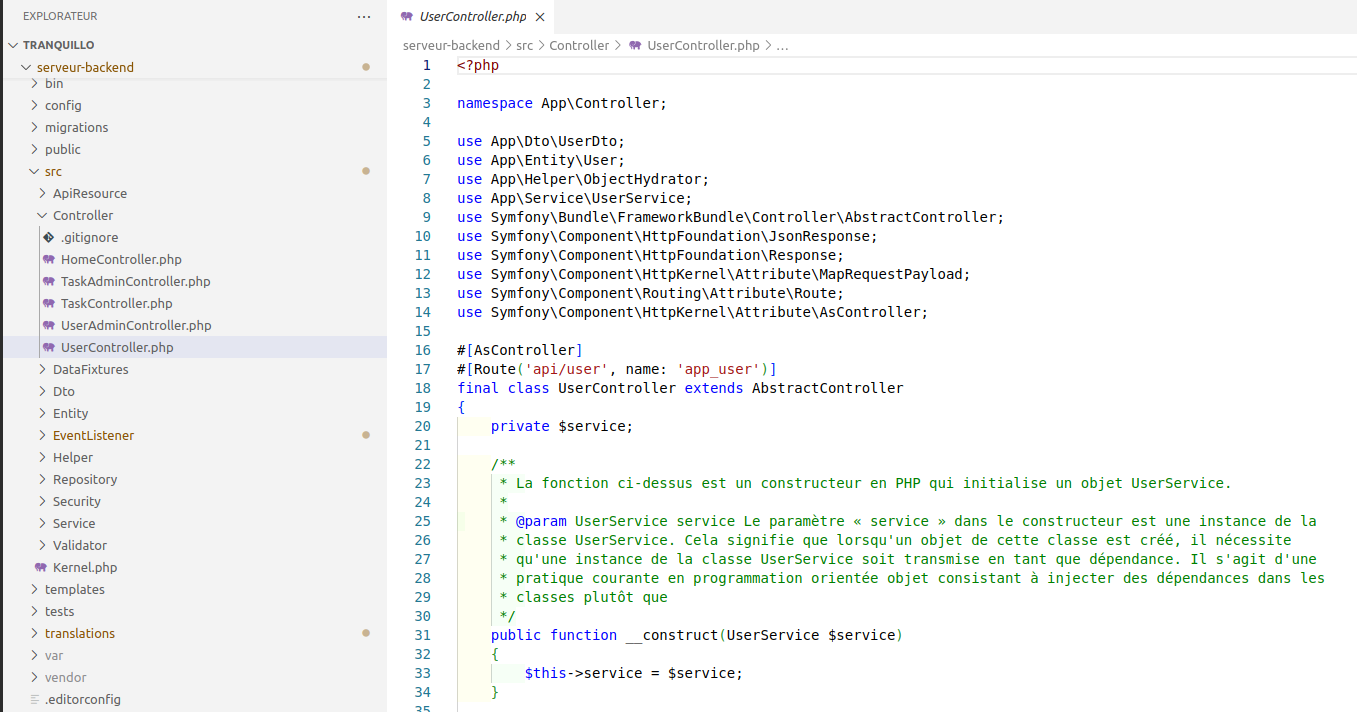 EXPLORATEUR
TRANQUILLO
serveur-backend
bin
config
migrations
public
src
ApiResource
Controller
.gitignore
HomeController.php
TaskAdminController.php
TaskController.php
UserAdminController.php
UserController.php
DataFixtures
Dto
Entity
EventListener
Helper
Repository
Security
Service
Validator
Kernel.php
templates
tests
translations
var
vendor
.editorconfig
UserController.php
serveur-backend > src > Controller > UserController.php > ...
1 <?php
2
3 namespace App\Controller;
4
5 use App\Dto\UserDto;
6 use App\Entity\User;
7 use App\Helper\ObjectHydrator;
8 use App\Service\UserService;
9 use Symfony\Bundle\FrameworkBundle\Controller\AbstractController;
10 use Symfony\Component\HttpFoundation\JsonResponse;
11 use Symfony\Component\HttpFoundation\Response;
12 use Symfony\Component\HttpKernel\Attribute\MapRequestPayload;
13 use Symfony\Component\Routing\Attribute\Route;
14 use Symfony\Component\HttpKernel\Attribute\AsController;
15
16 #[AsController]
17 #[Route('api/user', name: 'app_user')]
18 final class UserController extends AbstractController
19 {
20 private $service;
21
22 /**
23 * La fonction ci-dessus est un constructeur en PHP qui initialise un objet UserService.
24 *
25 * @param UserService service Le paramètre « service » dans le constructeur est une instance de la
26 * classe UserService. Cela signifie que lorsqu'un objet de cette classe est créé, il nécessite
27 * qu'une instance de la classe UserService soit transmise en tant que dépendance. Il s'agit d'une
28 * pratique courante en programmation orientée objet consistant à injecter des dépendances dans les
29 * classes plutôt que
30 */
31 public function __construct(UserService $service)
32 {
33 $this->service = $service;
34 }
35